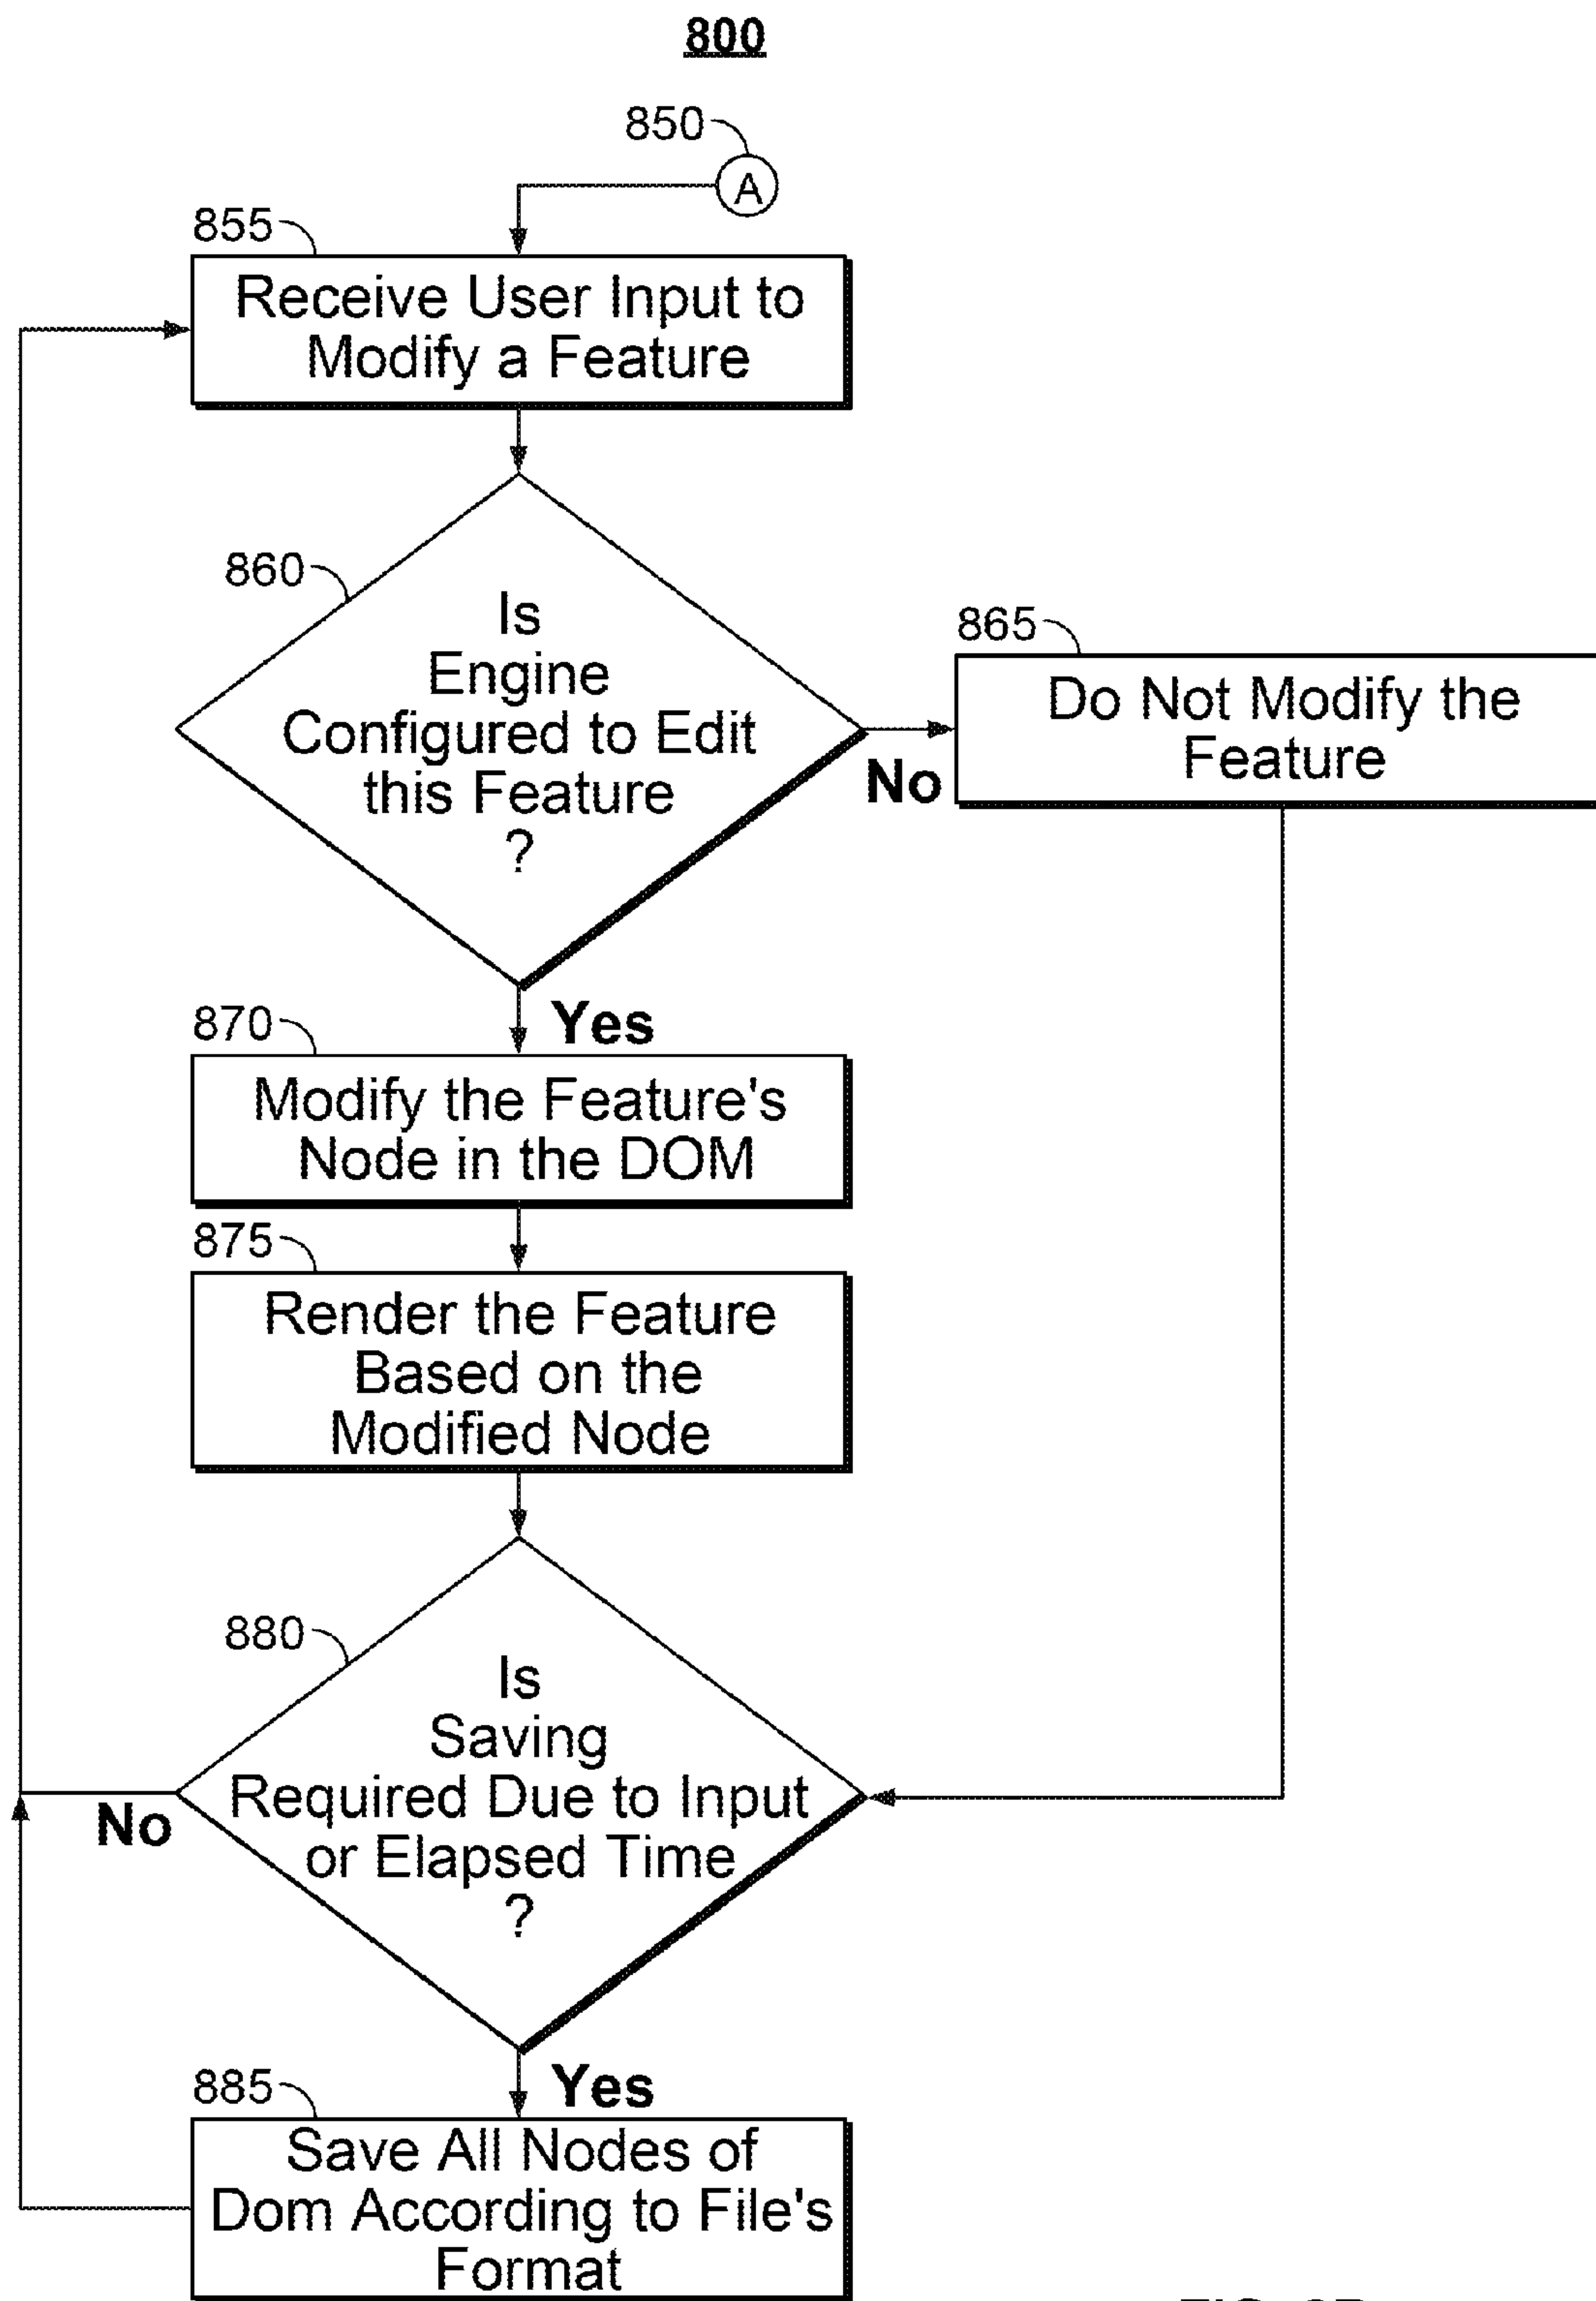 800
850
A
855
Receive User Input to
Modify a Feature
860
Is
Engine
Configured to Edit
this Feature
?
No
865
Do Not Modify the
Feature
Yes
870
Modify the Feature's
Node in the DOM
875
Render the Feature
Based on the
Modified Node
880
Is
Saving
Required Due to Input
or Elapsed Time
?
No
Yes
885
Save All Nodes of
Dom According to File's
Format